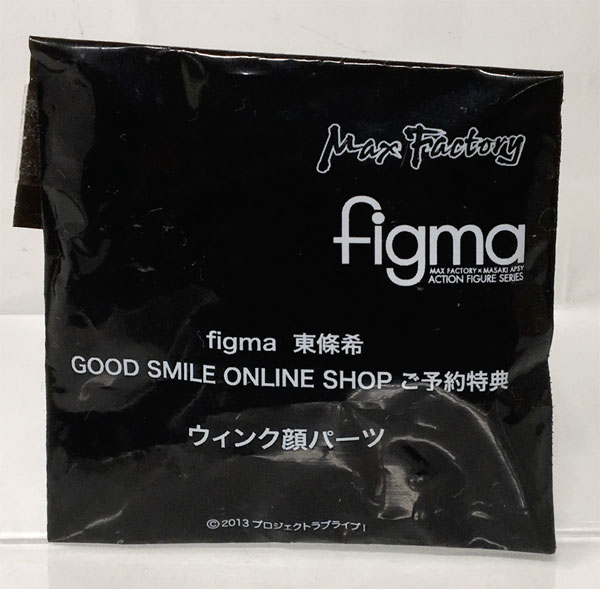 Max Factory
figma
MAX FACTORY × MASAKI APSY
ACTION FIGURE SERIES
figma 東條希
GOOD SMILE ONLINE SHOP ご予約特典
ウィンク顔パーツ
©2013 プロジェクトラブライブ!